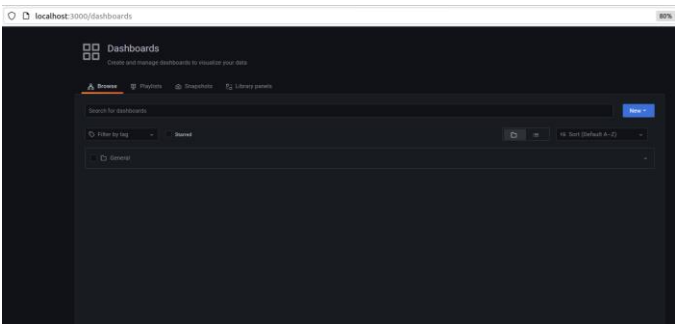 localhost:3000/dashboards 80%
Dashboards
Create and manage dashboards to visualize your data
Browse Playlists Snapshots Library panels
Search for dashboards New
Filter by tag Starred Sort (Default A–Z)
General